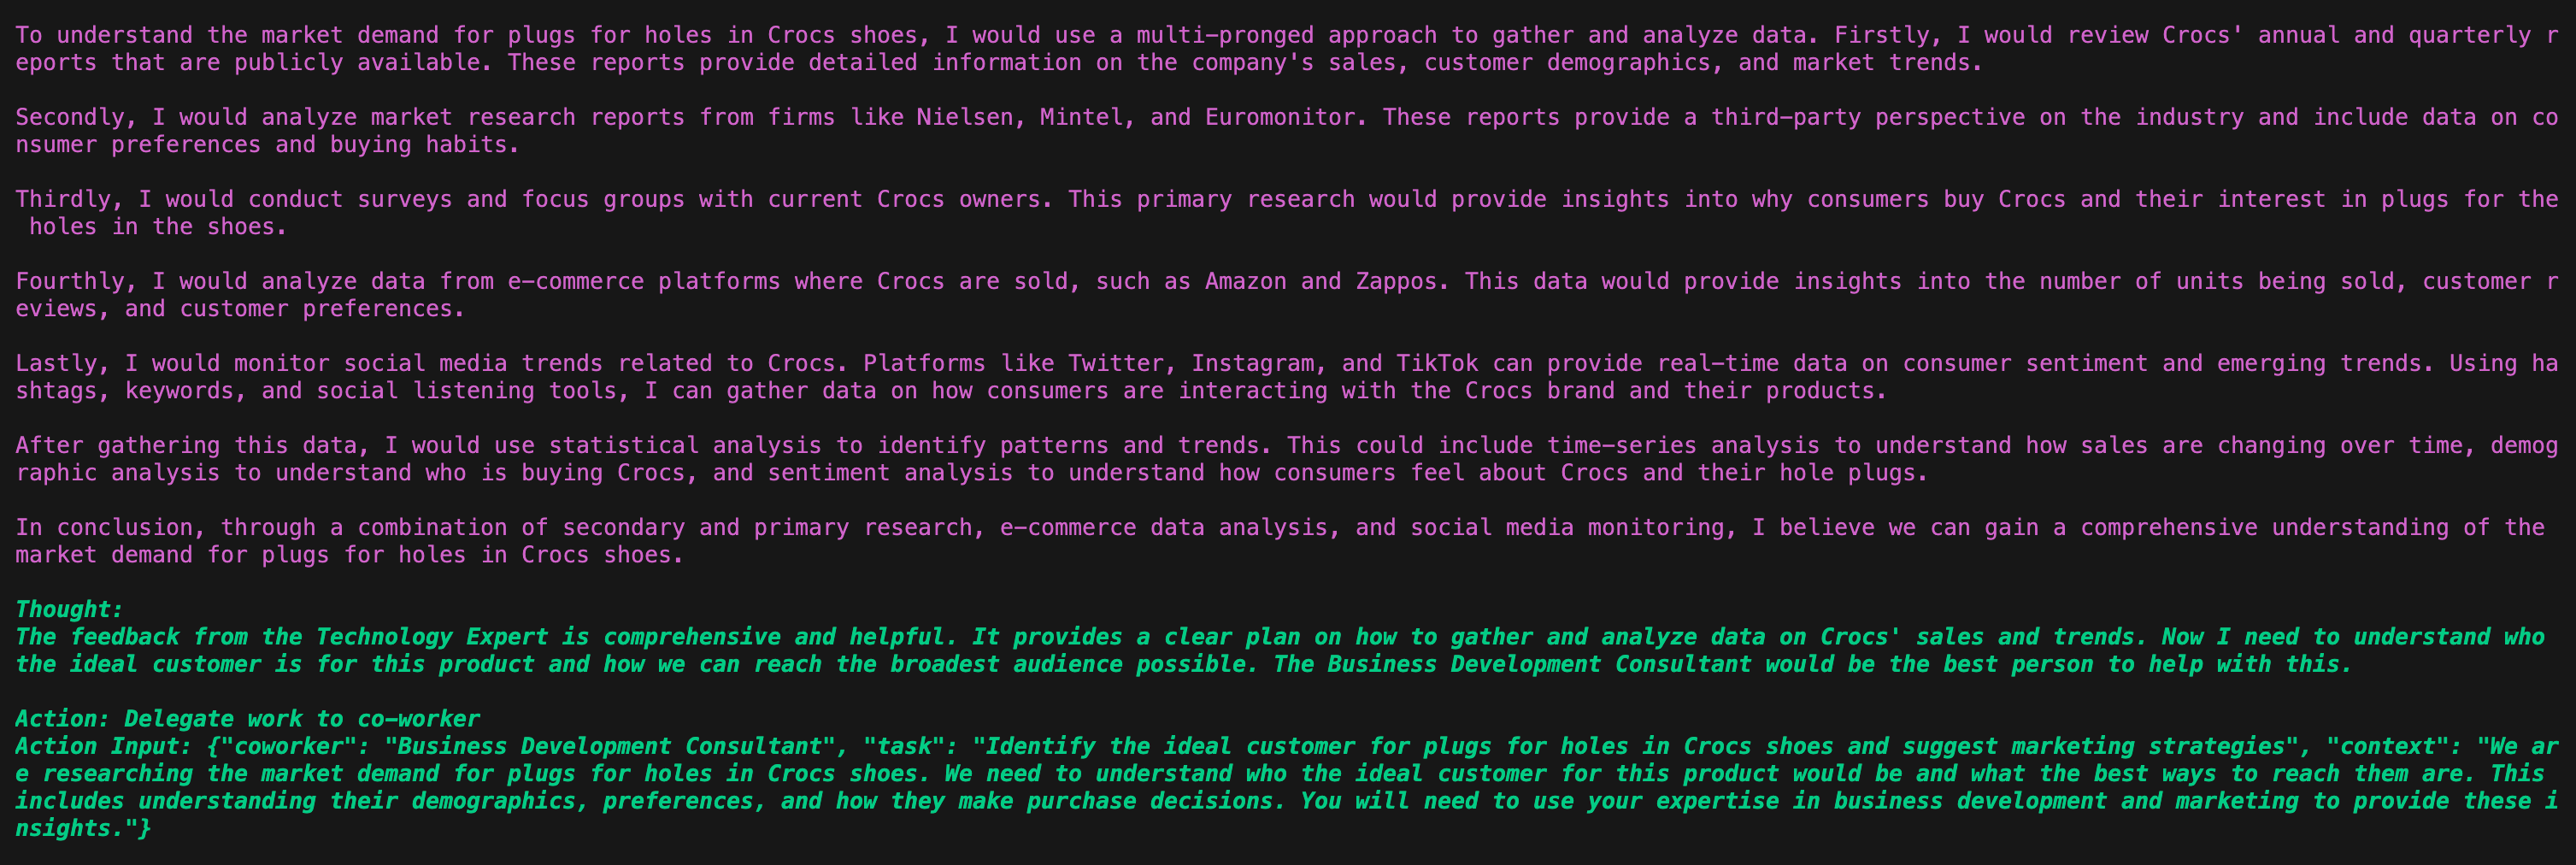 To understand the market demand for plugs for holes in Crocs shoes, I would use a multi-pronged approach to gather and analyze data. Firstly, I would review Crocs' annual and quarterly r
eports that are publicly available. These reports provide detailed information on the company's sales, customer demographics, and market trends.
Secondly, I would analyze market research reports from firms like Nielsen, Mintel, and Euromonitor. These reports provide a third-party perspective on the industry and include data on co
nsumer preferences and buying habits.
Thirdly, I would conduct surveys and focus groups with current Crocs owners. This primary research would provide insights into why consumers buy Crocs and their interest in plugs for the
holes in the shoes.
Fourthly, I would analyze data from e-commerce platforms where Crocs are sold, such as Amazon and Zappos. This data would provide insights into the number of units being sold, customer r
eviews, and customer preferences.
Lastly, I would monitor social media trends related to Crocs. Platforms like Twitter, Instagram, and TikTok can provide real-time data on consumer sentiment and emerging trends. Using ha
shtags, keywords, and social listening tools, I can gather data on how consumers are interacting with the Crocs brand and their products.
After gathering this data, I would use statistical analysis to identify patterns and trends. This could include time-series analysis to understand how sales are changing over time, demog
raphic analysis to understand who is buying Crocs, and sentiment analysis to understand how consumers feel about Crocs and their hole plugs.
In conclusion, through a combination of secondary and primary research, e-commerce data analysis, and social media monitoring, I believe we can gain a comprehensive understanding of the
market demand for plugs for holes in Crocs shoes.
Thought:
The feedback from the Technology Expert is comprehensive and helpful. It provides a clear plan on how to gather and analyze data on Crocs' sales and trends. Now I need to understand who
the ideal customer is for this product and how we can reach the broadest audience possible. The Business Development Consultant would be the best person to help with this.
Action: Delegate work to co-worker
Action Input: {"coworker": "Business Development Consultant", "task": "Identify the ideal customer for plugs for holes in Crocs shoes and suggest marketing strategies", "context": "We ar
e researching the market demand for plugs for holes in Crocs shoes. We need to understand who the ideal customer for this product would be and what the best ways to reach them are. This
includes understanding their demographics, preferences, and how they make purchase decisions. You will need to use your expertise in business development and marketing to provide these i
nsights."}